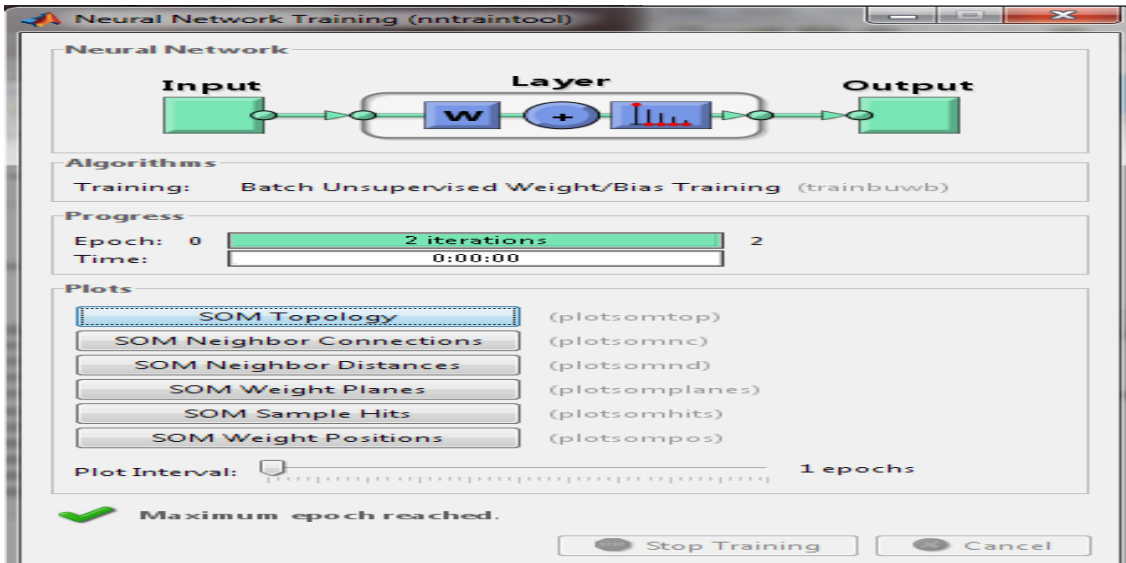 Neural Network Training (nntraintool)
Neural Network
Input Layer Output
W +
Algorithms
Training: Batch Unsupervised Weight/Bias Training (trainbuwb)
Progress
Epoch: 0 2 iterations 2
Time: 0:00:00
Plots
SOM Topology (plotsomtop)
SOM Neighbor Connections (plotsomnc)
SOM Neighbor Distances (plotsomnd)
SOM Weight Planes (plotsomplanes)
SOM Sample Hits (plotsomhits)
SOM Weight Positions (plotsompos)
Plot Interval: 1 epochs
Maximum epoch reached.
Stop Training Cancel